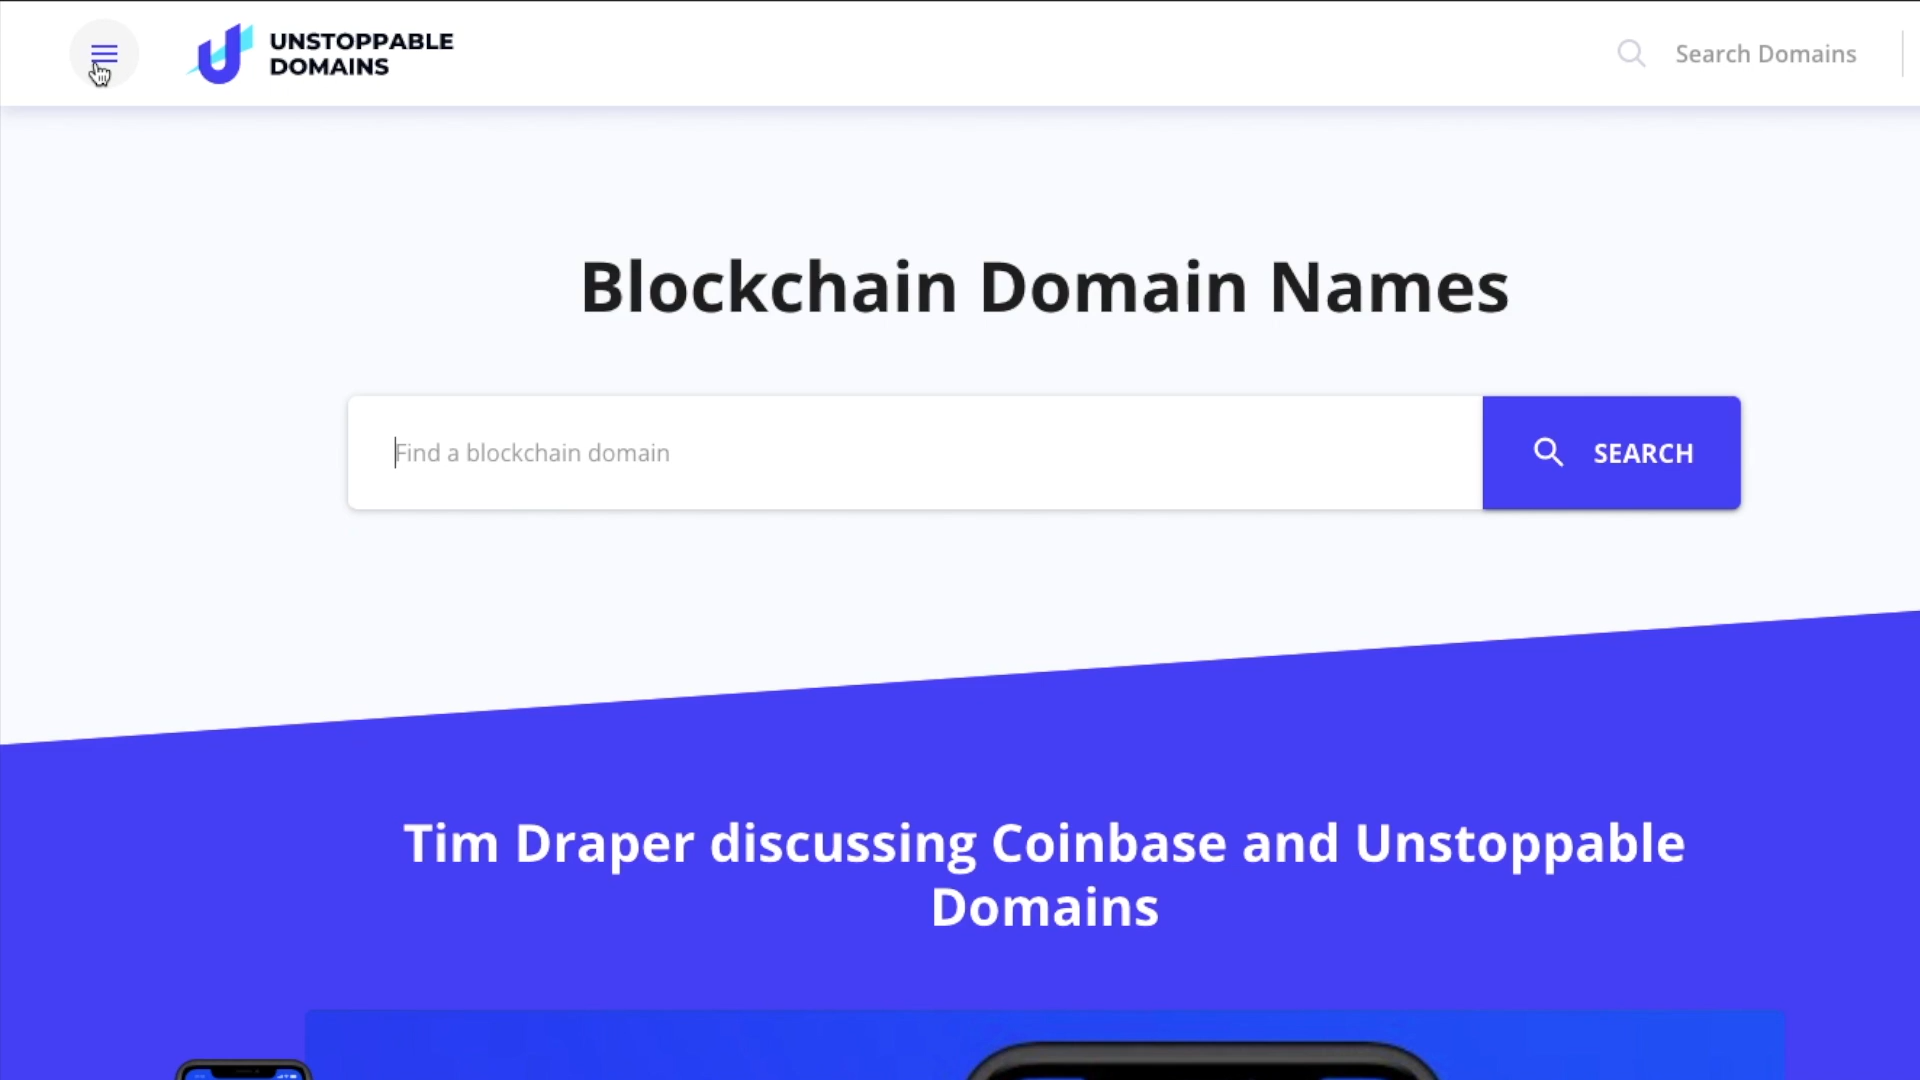 UNSTOPPABLE
DOMAINS
Search Domains
Blockchain Domain Names
Find a blockchain domain
SEARCH
Tim Draper discussing Coinbase and Unstoppable
Domains